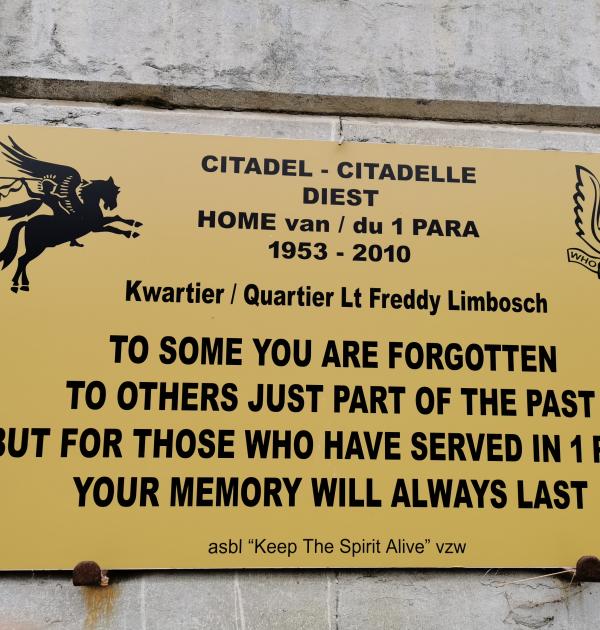 CITADEL - CITADELLE
DIEST
HOME van / du 1 PARA
1953 - 2010
WHO
Kwartier / Quartier Lt Freddy Limbosch
TO SOME YOU ARE FORGOTTEN
TO OTHERS JUST PART OF THE PAST
BUT FOR THOSE WHO HAVE SERVED IN 1
YOUR MEMORY WILL ALWAYS LAST
asbl “Keep The Spirit Alive” vzw